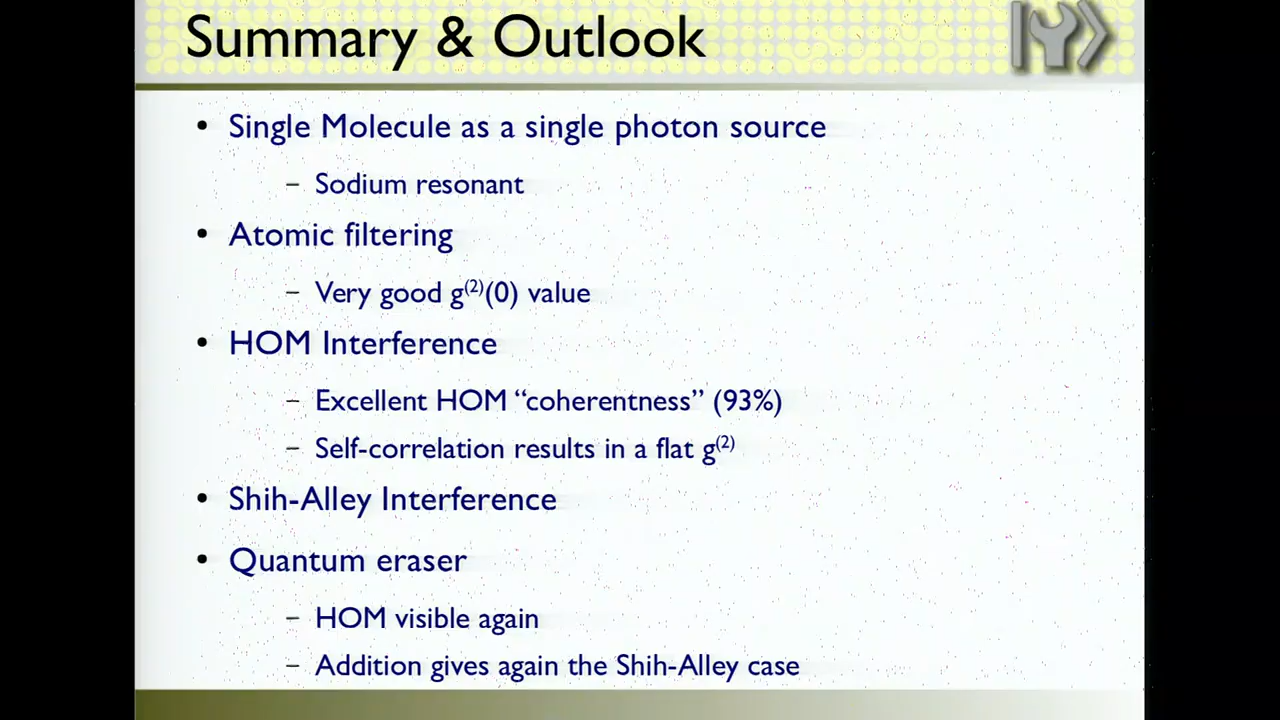 Summary & Outlook
• Single Molecule as a single photon source
– Sodium resonant
• Atomic filtering
– Very good g⁽²⁾(0) value
• HOM Interference
– Excellent HOM “coherentness” (93%)
– Self-correlation results in a flat g⁽²⁾
• Shih-Alley Interference
• Quantum eraser
– HOM visible again
– Addition gives again the Shih-Alley case